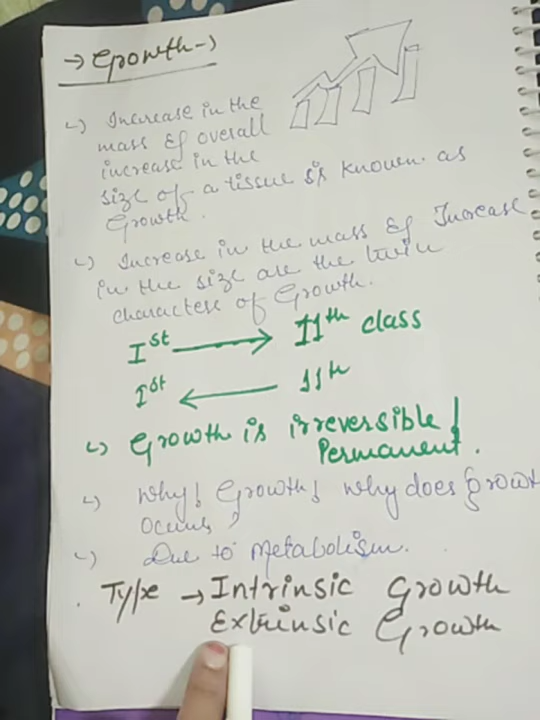 → Growth →
↳ Increase in the
mass & overall
increase in the
size of a tissue is known as
Growth.
↳ Increase in the mass & Increase
in the size are the twin
characters of Growth.
Ist → 11th class
Ist ← 11th
↳ Growth is irreversible /
Permanent.
↳ Why! Growth! Why does Growt
occurs ?
↳ Due to Metabolism.
. Type → Intrinsic Growth
Extrinsic Growth